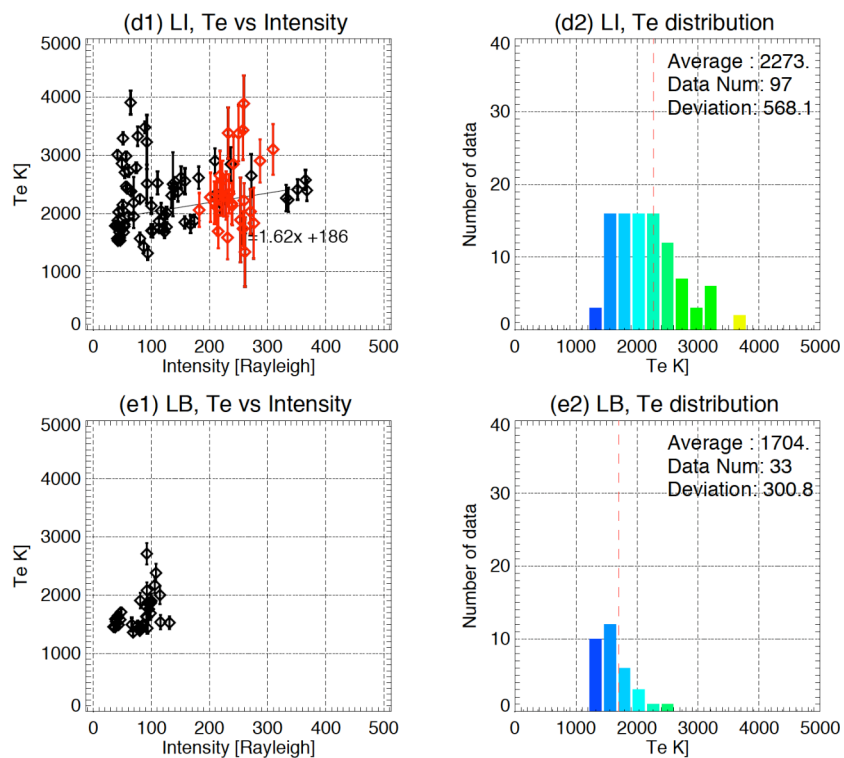 (d1) LI, Te vs Intensity
5000
4000
3000
2000
1000
0
Te K]
=1.62x +186
0 100 200 300 400 500
Intensity [Rayleigh]
(d2) LI, Te distribution
40
30
20
10
0
Number of data
Average : 2273.
Data Num: 97
Deviation: 568.1
0 1000 2000 3000 4000 5000
Te K]
(e1) LB, Te vs Intensity
5000
4000
3000
2000
1000
0
Te K]
0 100 200 300 400 500
Intensity [Rayleigh]
(e2) LB, Te distribution
40
30
20
10
0
Number of data
Average : 1704.
Data Num: 33
Deviation: 300.8
0 1000 2000 3000 4000 5000
Te K]